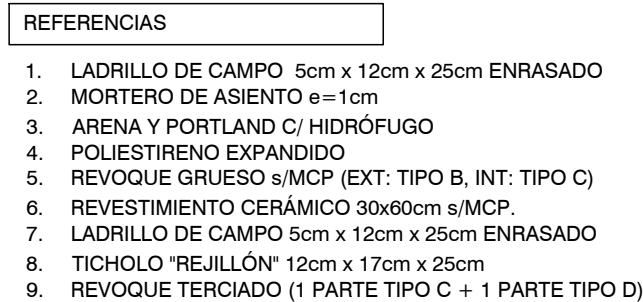 REFERENCIAS
1. LADRILLO DE CAMPO 5cm x 12cm x 25cm ENRASADO
2. MORTERO DE ASIENTO e=1cm
3. ARENA Y PORTLAND C/ HIDRÓFUGO
4. POLIESTIRENO EXPANDIDO
5. REVOQUE GRUESO s/MCP (EXT: TIPO B, INT: TIPO C)
6. REVESTIMIENTO CERÁMICO 30x60cm s/MCP.
7. LADRILLO DE CAMPO 5cm x 12cm x 25cm ENRASADO
8. TICHOLO "REJILLÓN" 12cm x 17cm x 25cm
9. REVOQUE TERCIADO (1 PARTE TIPO C + 1 PARTE TIPO D)